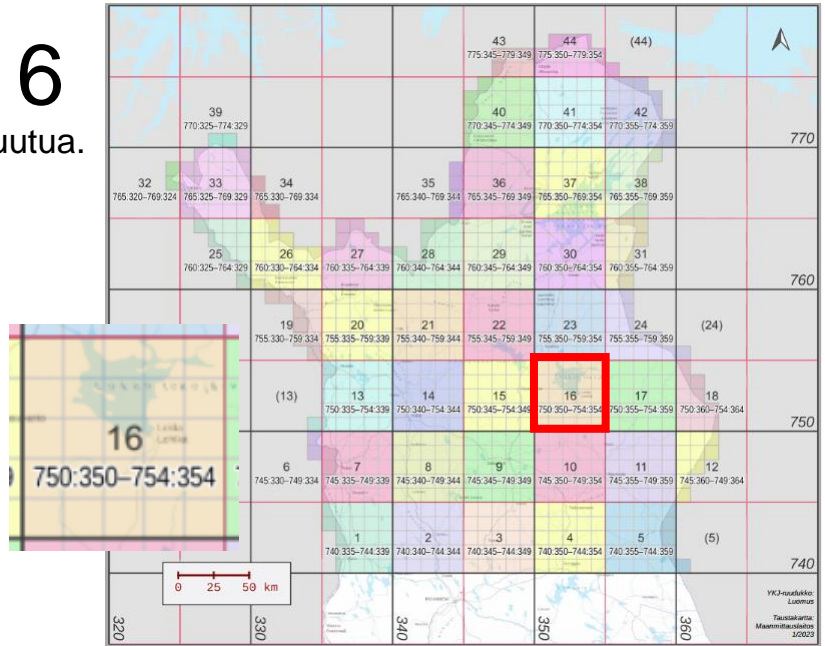 6
uutua.
43 44 (44)
775:345–779:349 775:350–779:354
39 40 41 42
770:325–774:329 770:345–774:349 770:350–774:354 770:355–774:359
770
32 33 34 35 36 37 38
765:320–769:324 765:325–769:329 765:330–769:334 765:340–769:344 765:345–769:349 765:350–769:354 765:355–769:359
25 26 27 28 29 30 31
760:325–764:329 760:330–764:334 760:335–764:339 760:340–764:344 760:345–764:349 760:350–764:354 760:355–764:359
760
19 20 21 22 23 24 (24)
755:330–759:334 755:335–759:339 755:340–759:344 755:345–759:349 755:350–759:354 755:355–759:359
(13) 13 14 15 16 17 18
750:335–754:339 750:340–754:344 750:345–754:349 750:350–754:354 750:355–754:359 750:360–754:364
750
16
750:350–754:354
6 7 8 9 10 11 12
745:330–749:334 745:335–749:339 745:340–749:344 745:345–749:349 745:350–749:354 745:355–749:359 745:360–749:364
1 2 3 4 5 (5)
740:335–744:339 740:340–744:344 740:345–744:349 740:350–744:354 740:355–744:359
740
0 25 50 km
320 330 340 350 360
YKJ-ruudukko:
Luomus
Taustakartta:
Maanmittauslaitos
1/2023